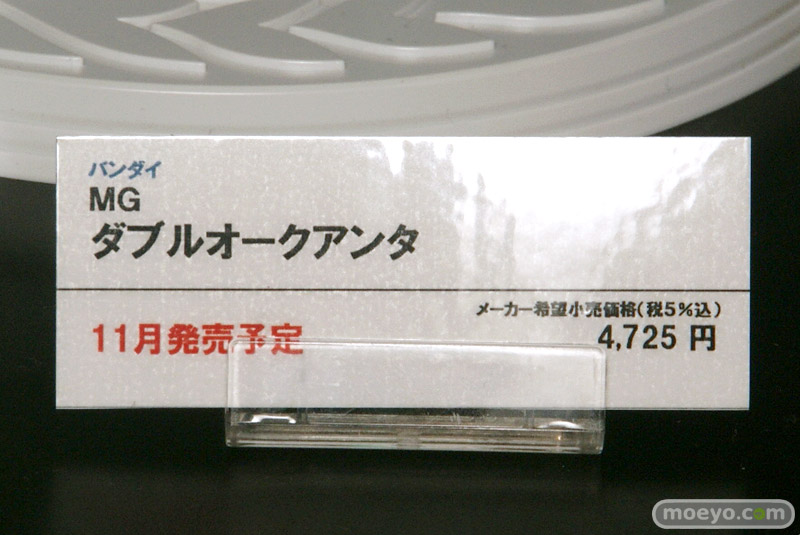 バンダイ
MG
ダブルオークアンタ
メーカー希望小売価格(税5%込)
11月発売予定
4,725 円
moeyo.com